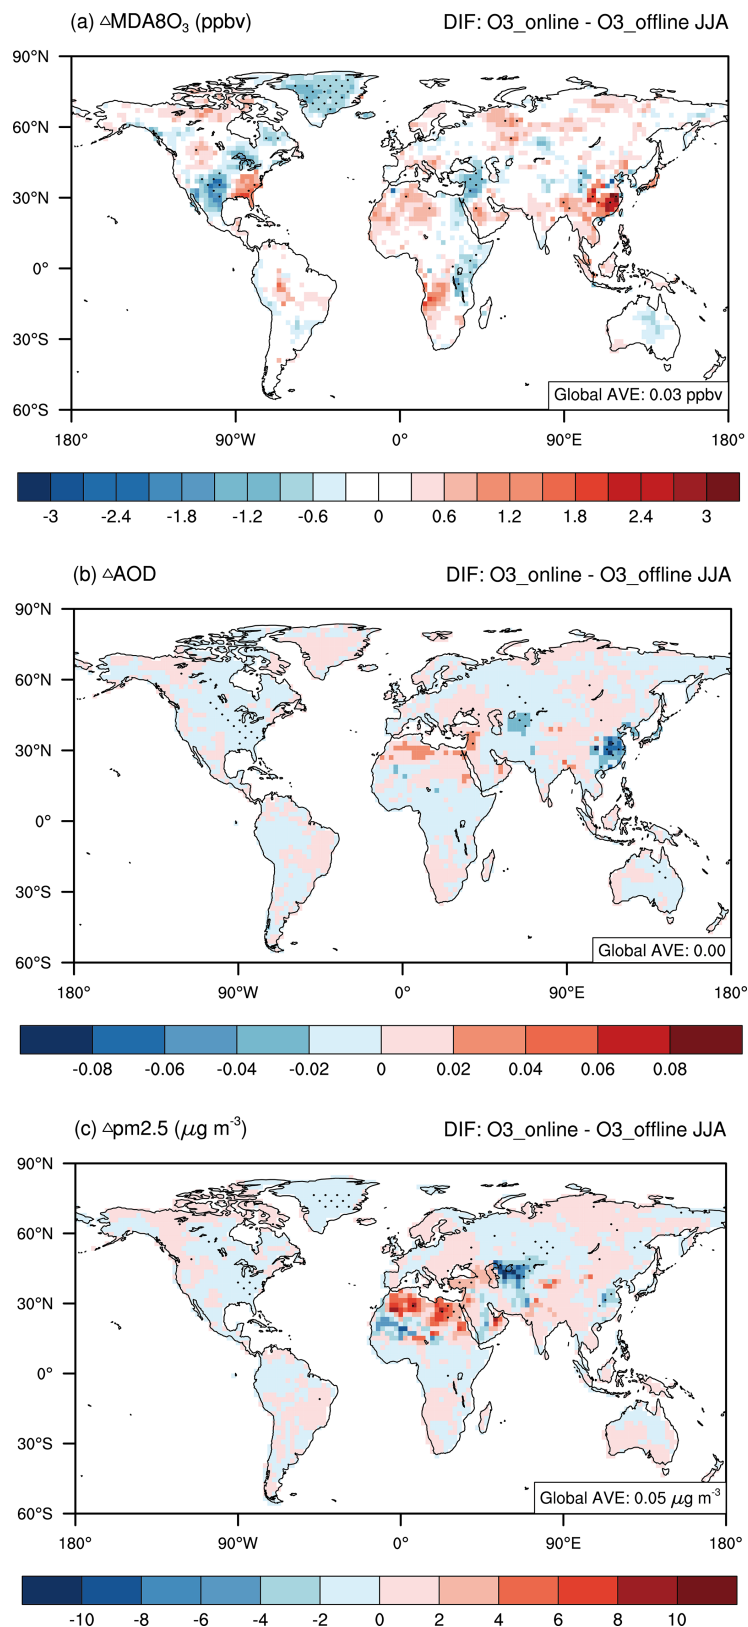 (a) △MDA8O3 (ppbv) DIF: O3_online - O3_offline JJA
90°N
60°N
30°N
0°
30°S
60°S
Global AVE: 0.03 ppbv
180° 90°W 0° 90°E 180°
-3 -2.4 -1.8 -1.2 -0.6 0 0.6 1.2 1.8 2.4 3
(b) △AOD DIF: O3_online - O3_offline JJA
90°N
60°N
30°N
0°
30°S
60°S
Global AVE: 0.00
180° 90°W 0° 90°E 180°
-0.08 -0.06 -0.04 -0.02 0 0.02 0.04 0.06 0.08
(c) △pm2.5 (μg m-3) DIF: O3_online - O3_offline JJA
90°N
60°N
30°N
0°
30°S
60°S
Global AVE: 0.05 μg m-3
180° 90°W 0° 90°E 180°
-10 -8 -6 -4 -2 0 2 4 6 8 10